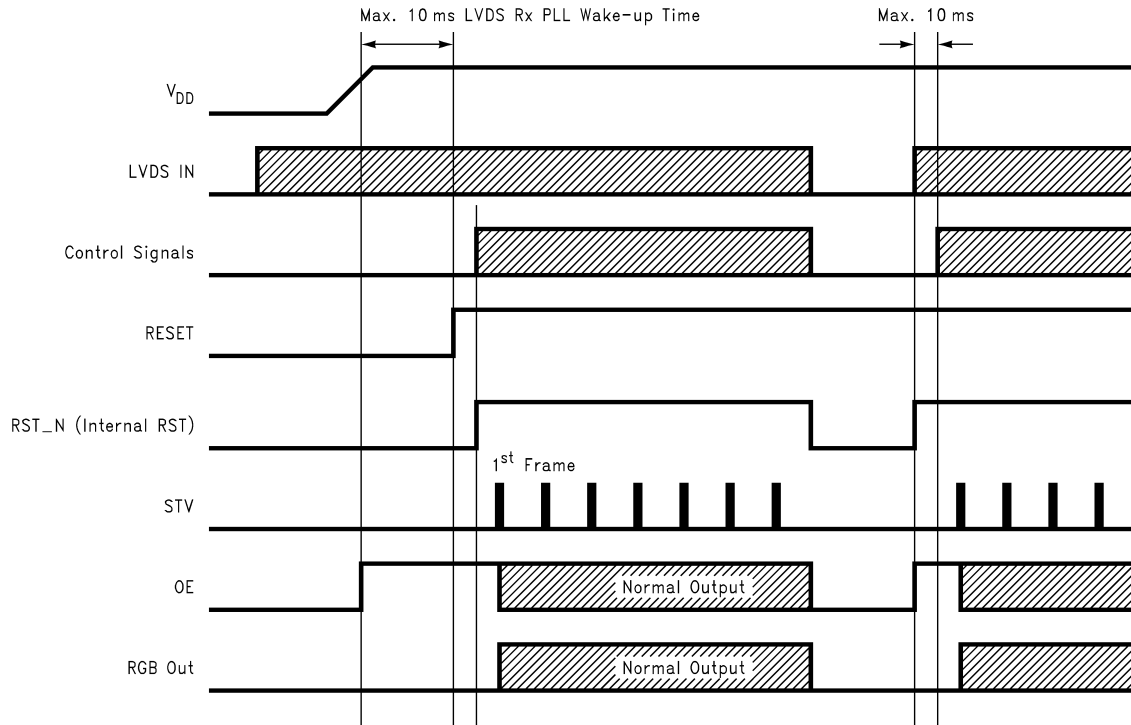 Max. 10 ms LVDS Rx PLL Wake-up Time
Max. 10 ms
VDD
LVDS IN
Control Signals
RESET
RST_N (Internal RST)
1st Frame
STV
OE
Normal Output
RGB Out
Normal Output